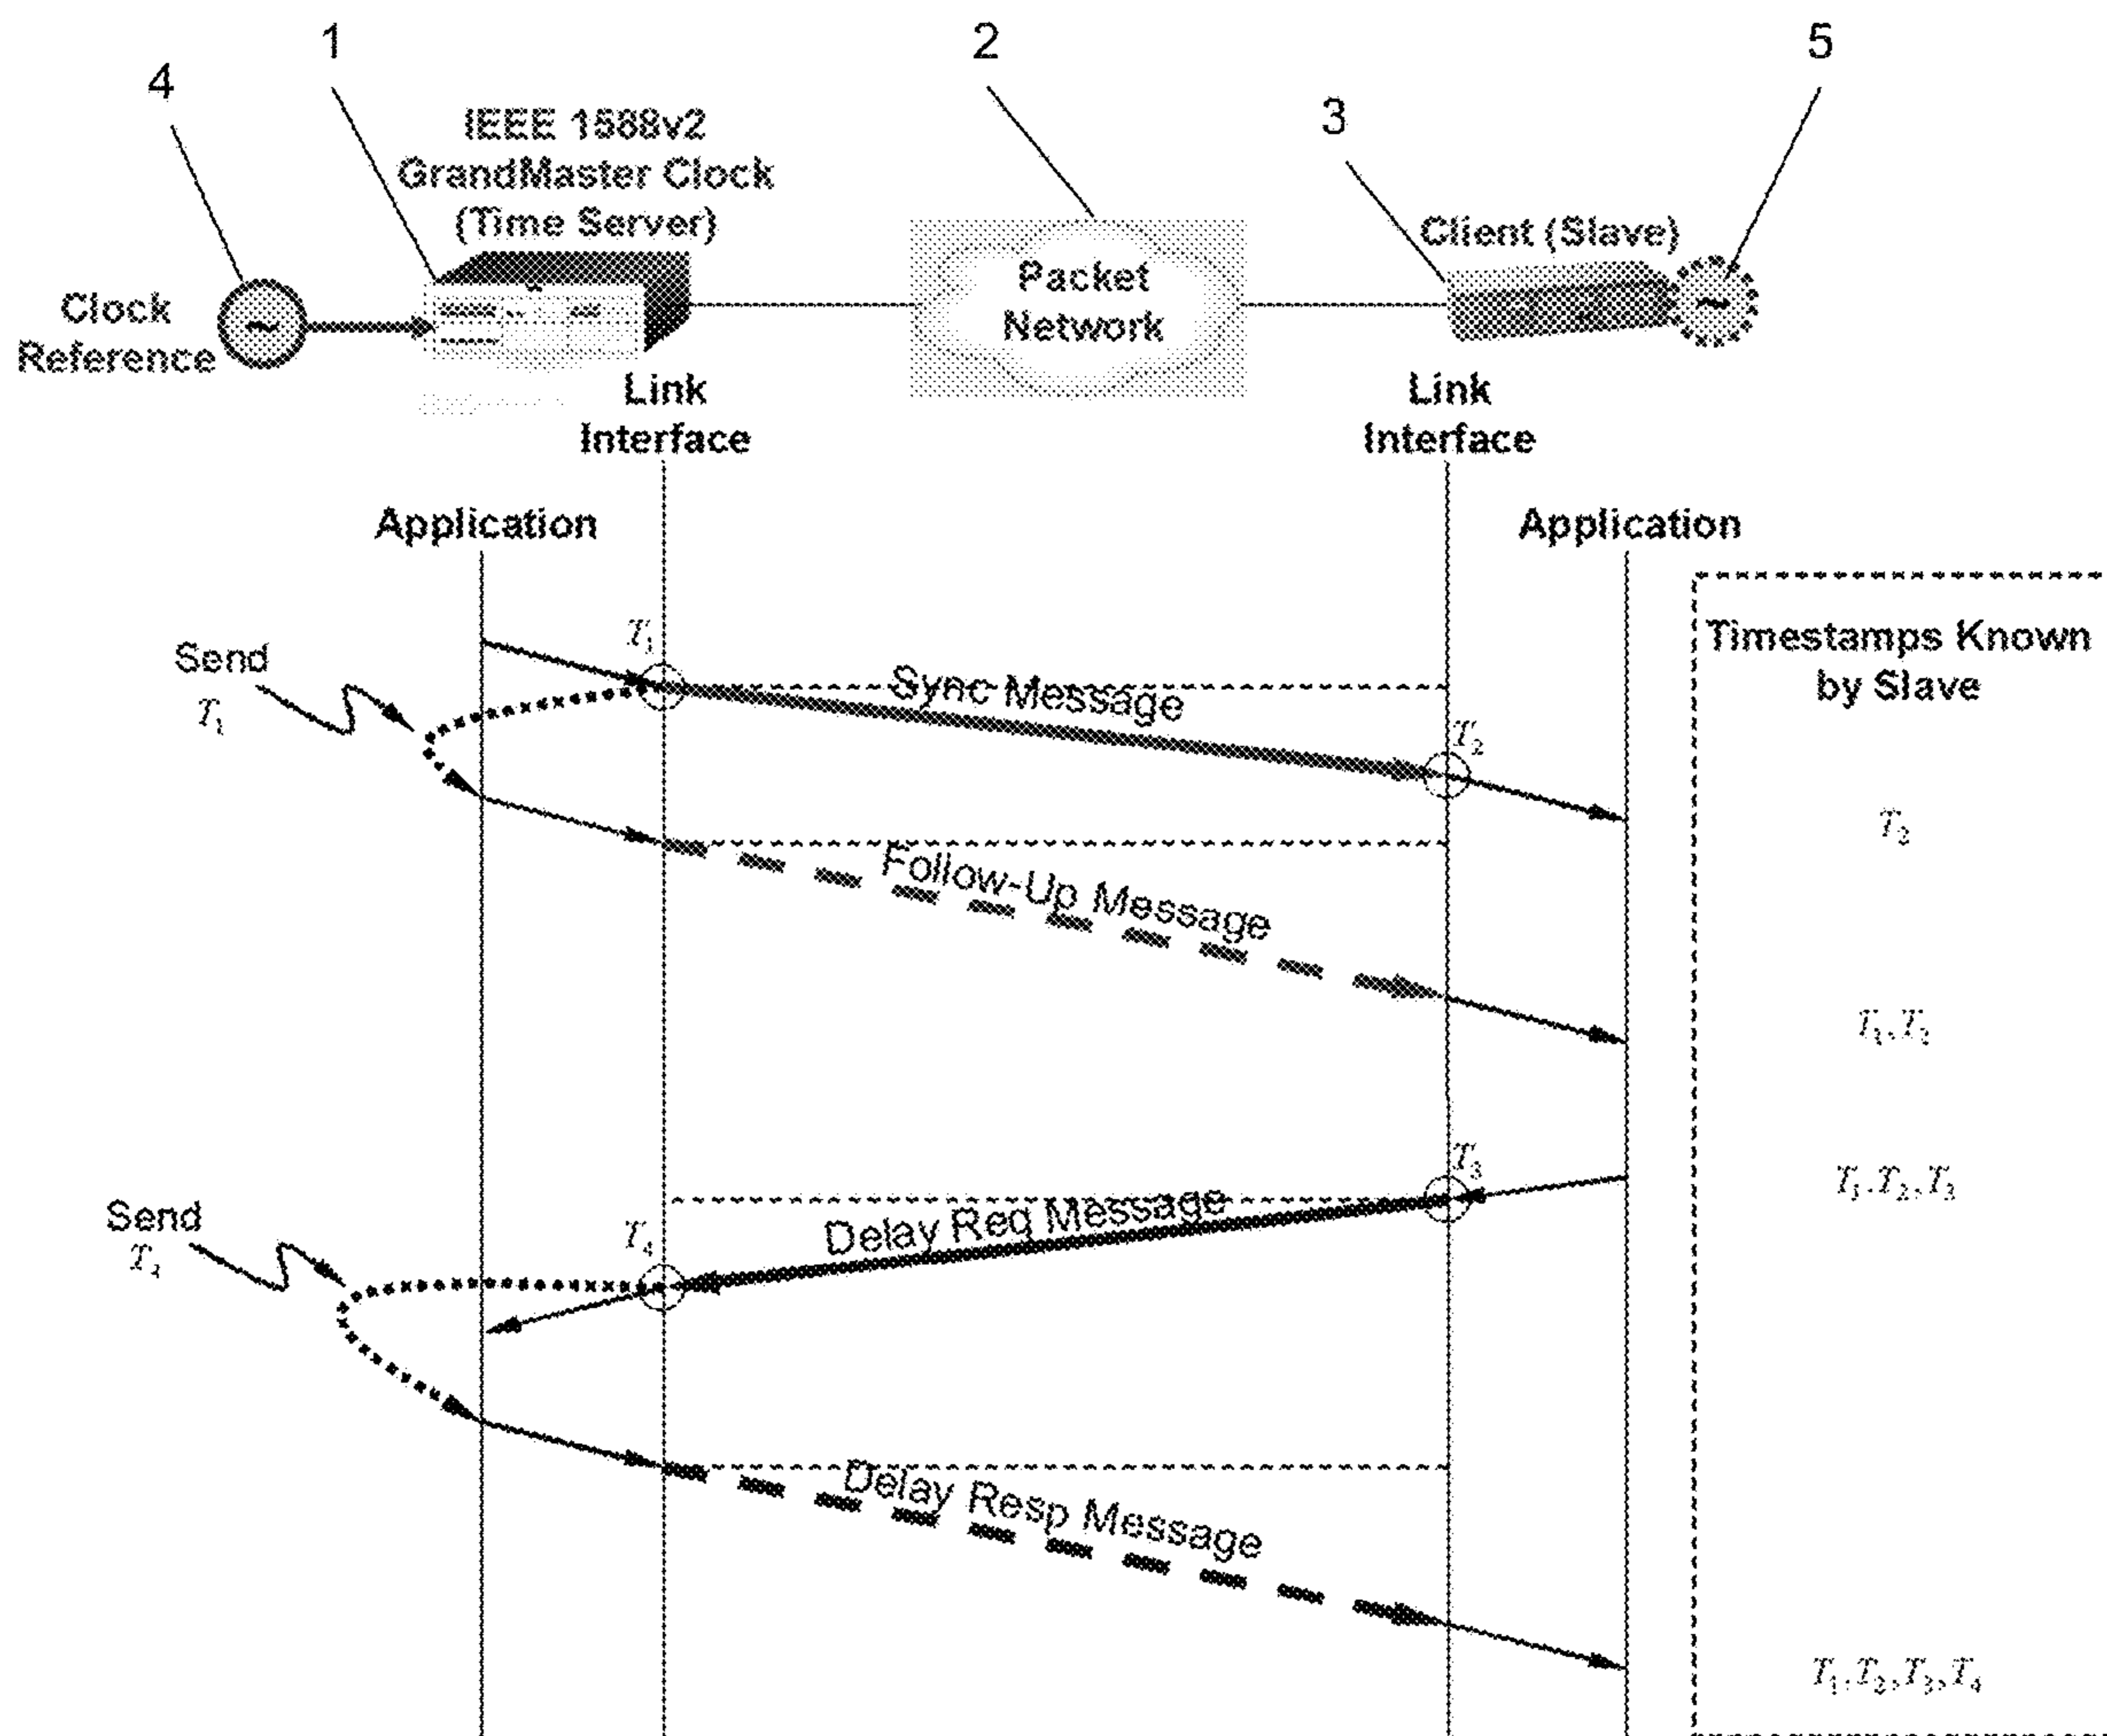 1
2
5
4
3
IEEE 1588v2
GrandMaster Clock
(Time Server)
Client (Slave)
Packet
Network
Clock
Reference
Link
Interface
Link
Interface
Application
Application
Timestamps Known
by Slave
T₁
Send
T₁
Sync Message
T₂
T₂
Follow-Up Message
T₁,T₂
T₃
T₁,T₂,T₃
Delay Req Message
Send
T₄
T₄
Delay Resp Message
T₁,T₂,T₃,T₄